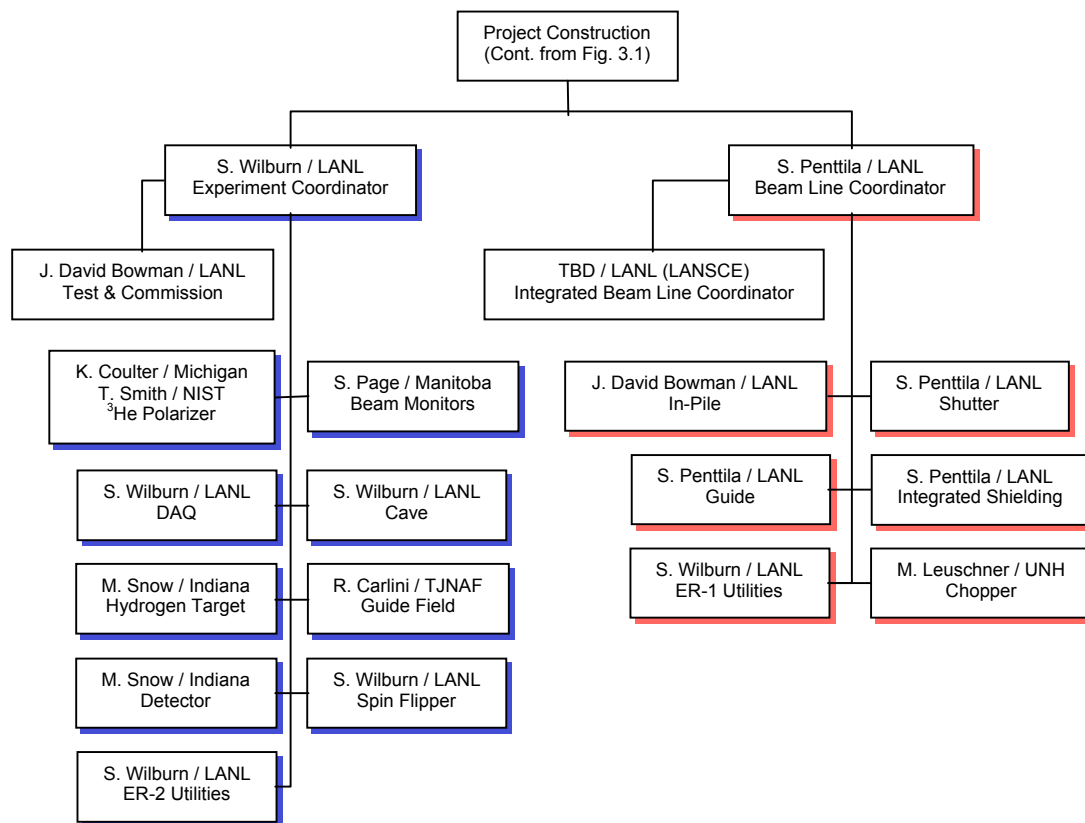 Project Construction
(Cont. from Fig. 3.1)
S. Wilburn / LANL
Experiment Coordinator
S. Penttila / LANL
Beam Line Coordinator
J. David Bowman / LANL
Test & Commission
TBD / LANL (LANSCE)
Integrated Beam Line Coordinator
K. Coulter / Michigan
T. Smith / NIST
³He Polarizer
S. Page / Manitoba
Beam Monitors
J. David Bowman / LANL
In-Pile
S. Penttila / LANL
Shutter
S. Wilburn / LANL
DAQ
S. Wilburn / LANL
Cave
S. Penttila / LANL
Guide
S. Penttila / LANL
Integrated Shielding
M. Snow / Indiana
Hydrogen Target
R. Carlini / TJNAF
Guide Field
S. Wilburn / LANL
ER-1 Utilities
M. Leuschner / UNH
Chopper
M. Snow / Indiana
Detector
S. Wilburn / LANL
Spin Flipper
S. Wilburn / LANL
ER-2 Utilities